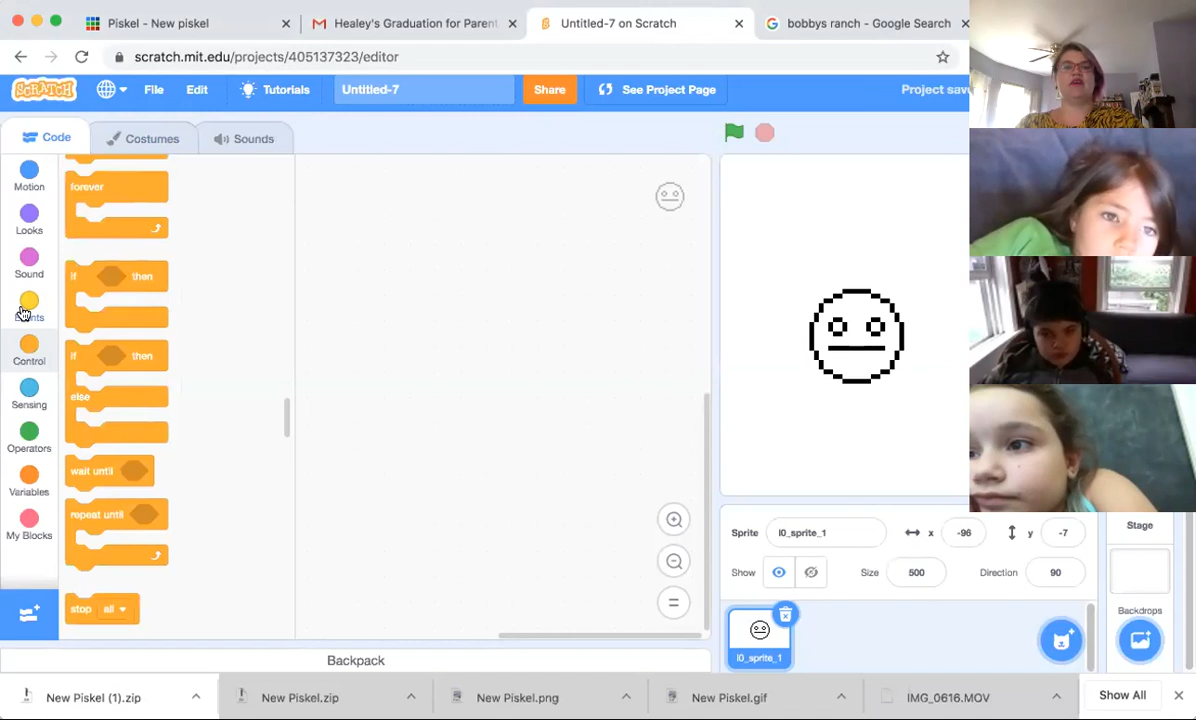 Piskel - New piskel
Healey's Graduation for Parent
Untitled-7 on Scratch
bobbys ranch - Google Search
scratch.mit.edu/projects/405137323/editor
SCRATCH
File
Edit
Tutorials
Untitled-7
Share
See Project Page
Project save
Code
Costumes
Sounds
Motion
Looks
Sound
Events
Control
Sensing
Operators
Variables
My Blocks
forever
if then
if then
else
wait until
repeat until
stop all
Sprite l0_sprite_1
x -96
y -7
Show
Size 500
Direction 90
l0_sprite_1
Stage
Backdrops
Backpack
New Piskel (1).zip
New Piskel.zip
New Piskel.png
New Piskel.gif
IMG_0616.MOV
Show All